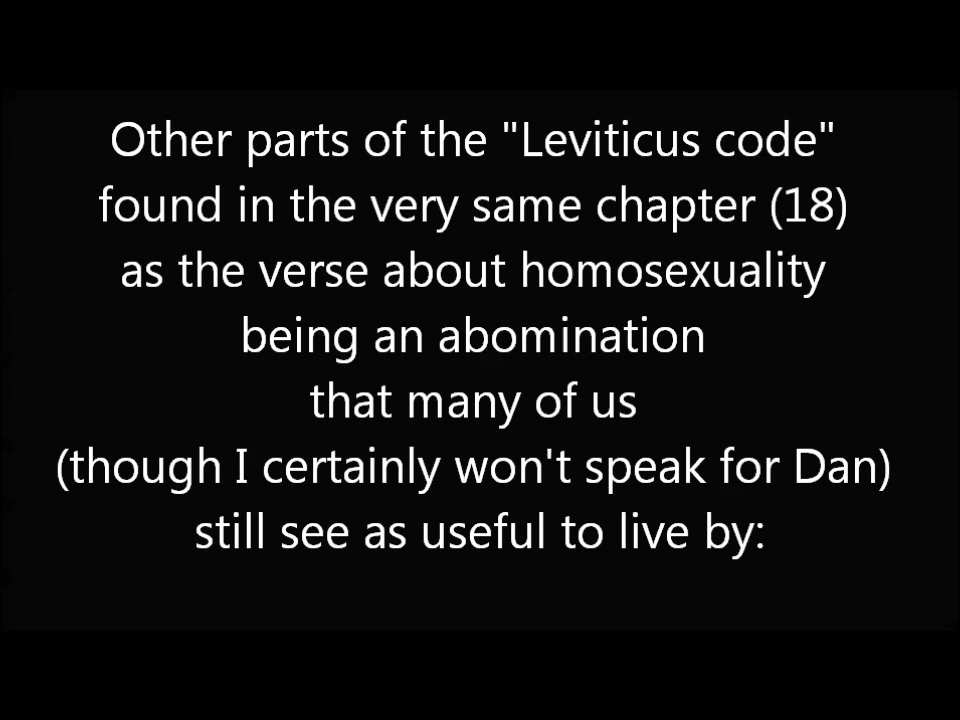 Other parts of the "Leviticus code"
found in the very same chapter (18)
as the verse about homosexuality
being an abomination
that many of us
(though I certainly won't speak for Dan)
still see as useful to live by: